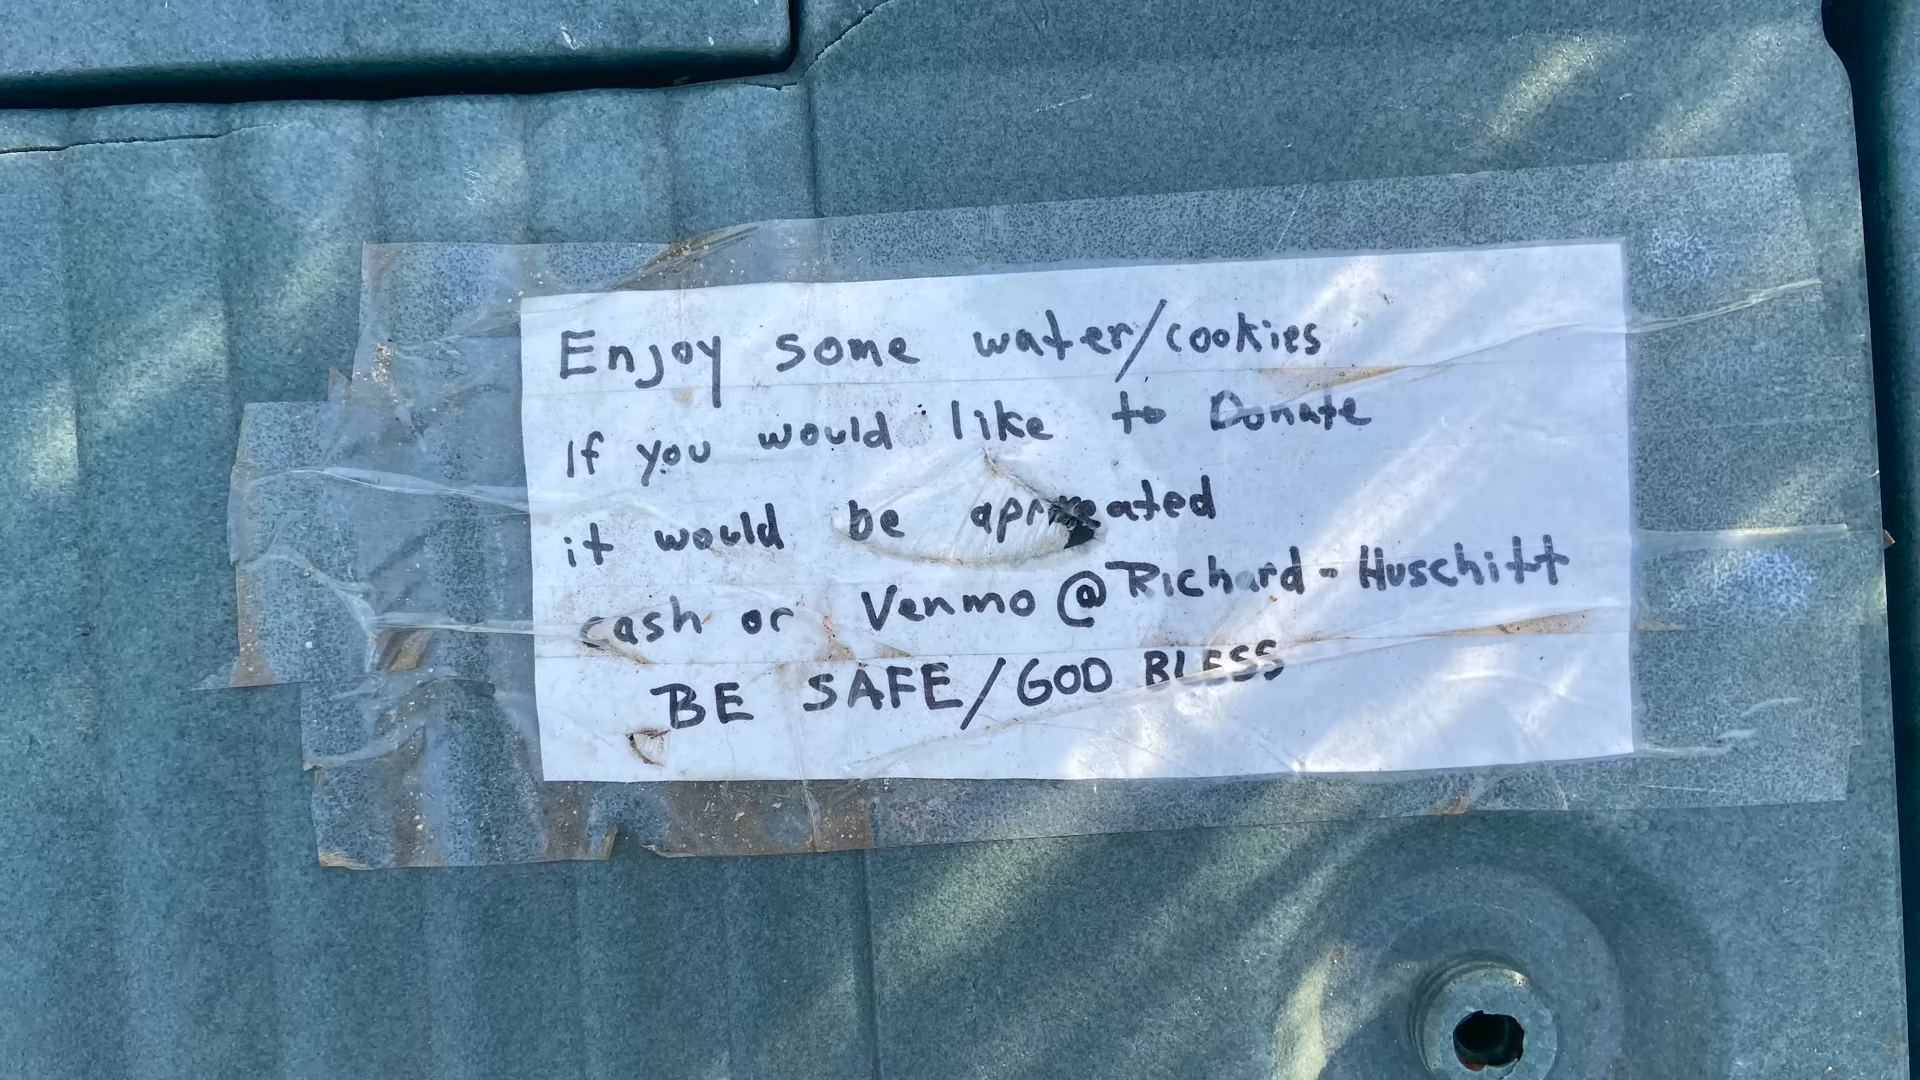 Enjoy some water/cookies
If you would like to Donate
it would be apreated
cash or Venmo @Richard-Huschitt
BE SAFE/GOD BLESS